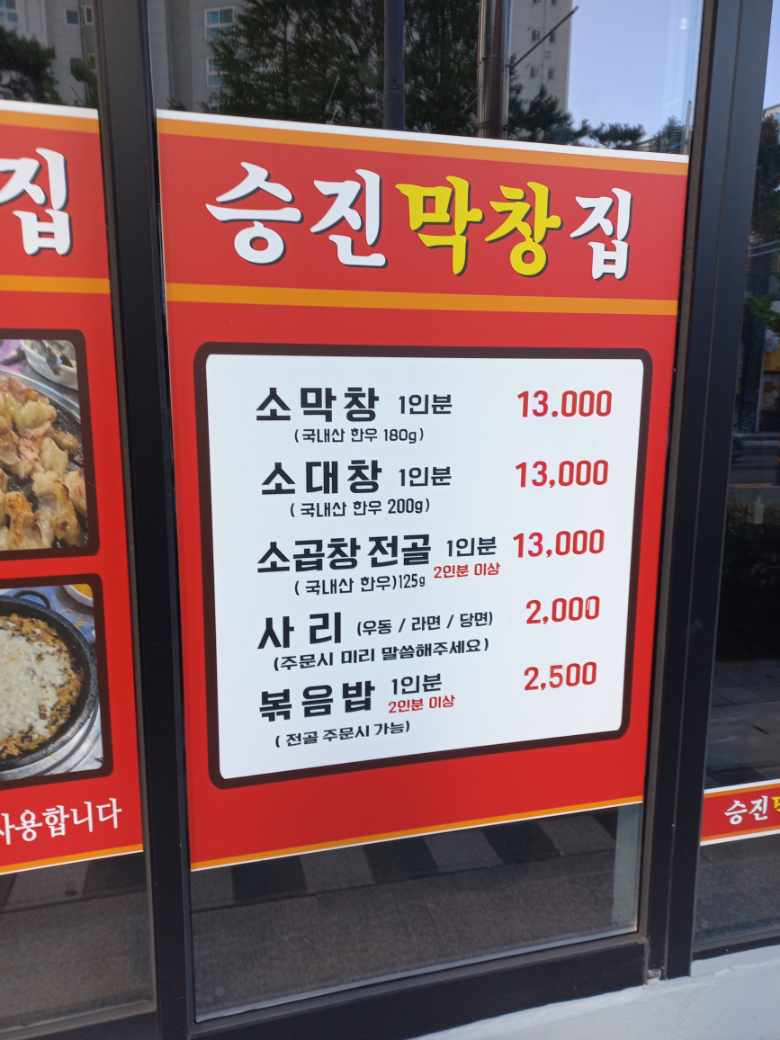 집
승진막창집
소막창 1인분 13.000
(국내산 한우 180g)
소대창 1인분 13,000
(국내산 한우 200g)
소곱창전골 1인분 13,000
2인분 이상
(국내산 한우)125g
사리 (우동 / 라면 / 당면) 2,000
(주문시 미리 말씀해주세요)
볶음밥 1인분 2,500
2인분 이상
(전골 주문시 가능)
사용합니다
승진막